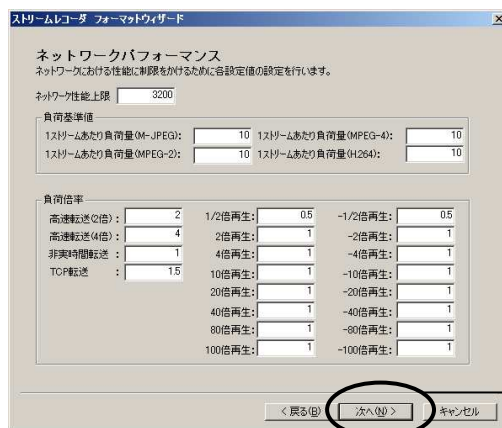 ストリームレコーダ フォーマットウィザード
ネットワークパフォーマンス
ネットワークにおける性能に制限をかけるために各設定値の設定を行います。
ネットワーク性能上限 3200
負荷基準値
1ストリームあたり負荷量(M-JPEG): 10 1ストリームあたり負荷量(MPEG-4): 10
1ストリームあたり負荷量(MPEG-2): 10 1ストリームあたり負荷量(H264): 10
負荷倍率
高速転送(2倍) : 2 1/2倍再生: 0.5 -1/2倍再生: 0.5
高速転送(4倍) : 4 2倍再生: 1 -2倍再生: 1
非実時間転送 : 1 4倍再生: 1 -4倍再生: 1
TCP転送 : 1.5 10倍再生: 1 -10倍再生: 1
20倍再生: 1 -20倍再生: 1
40倍再生: 1 -40倍再生: 1
80倍再生: 1 -80倍再生: 1
100倍再生: 1 -100倍再生: 1
< 戻る(B) 次へ(N) > キャンセル